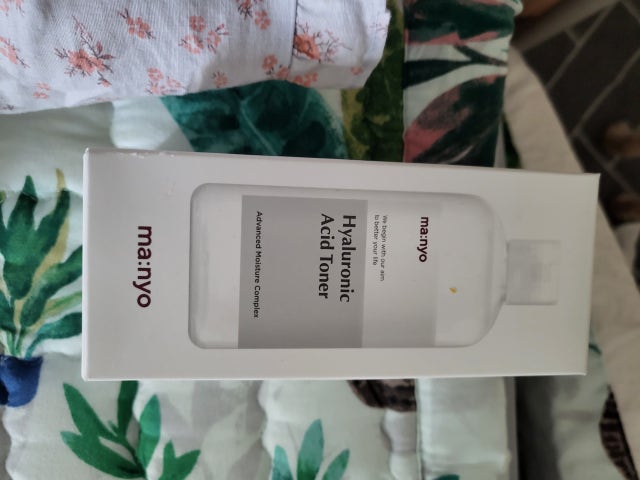 ma:nyo
We begin with our aim
to better your life
Hyaluronic
Acid Toner
Advanced Moisture Complex
ma:nyo